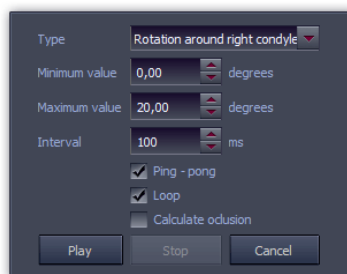 Type Rotation around right condyle
Minimum value 0,00 degrees
Maximum value 20,00 degrees
Interval 100 ms
Ping - pong
Loop
Calculate oclusion
Play Stop Cancel